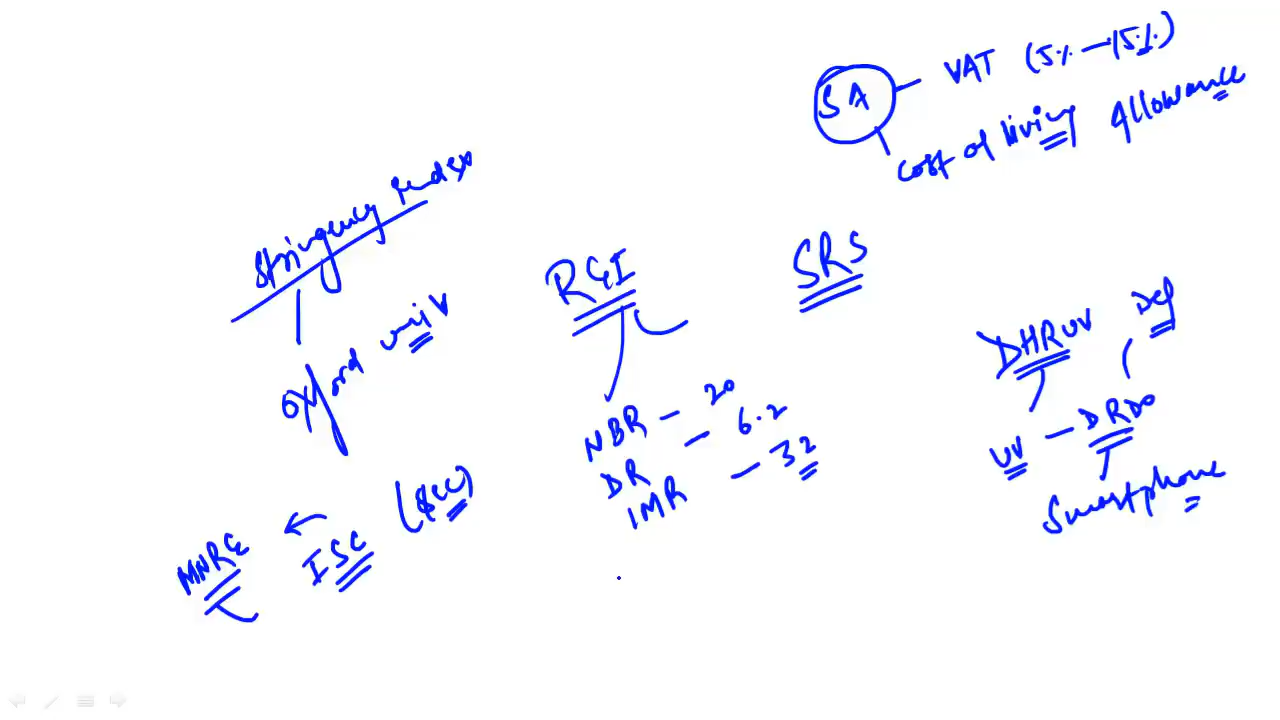 SA — VAT (5% — 15%)
Cost of living Allowance
Stringency Index
Oxford univ
RGI
SRS
NBR — 20
DR — 6.2
IMR — 32
DHRUV Def
UV — DRDO
Smartphone
MNRE ← ISC